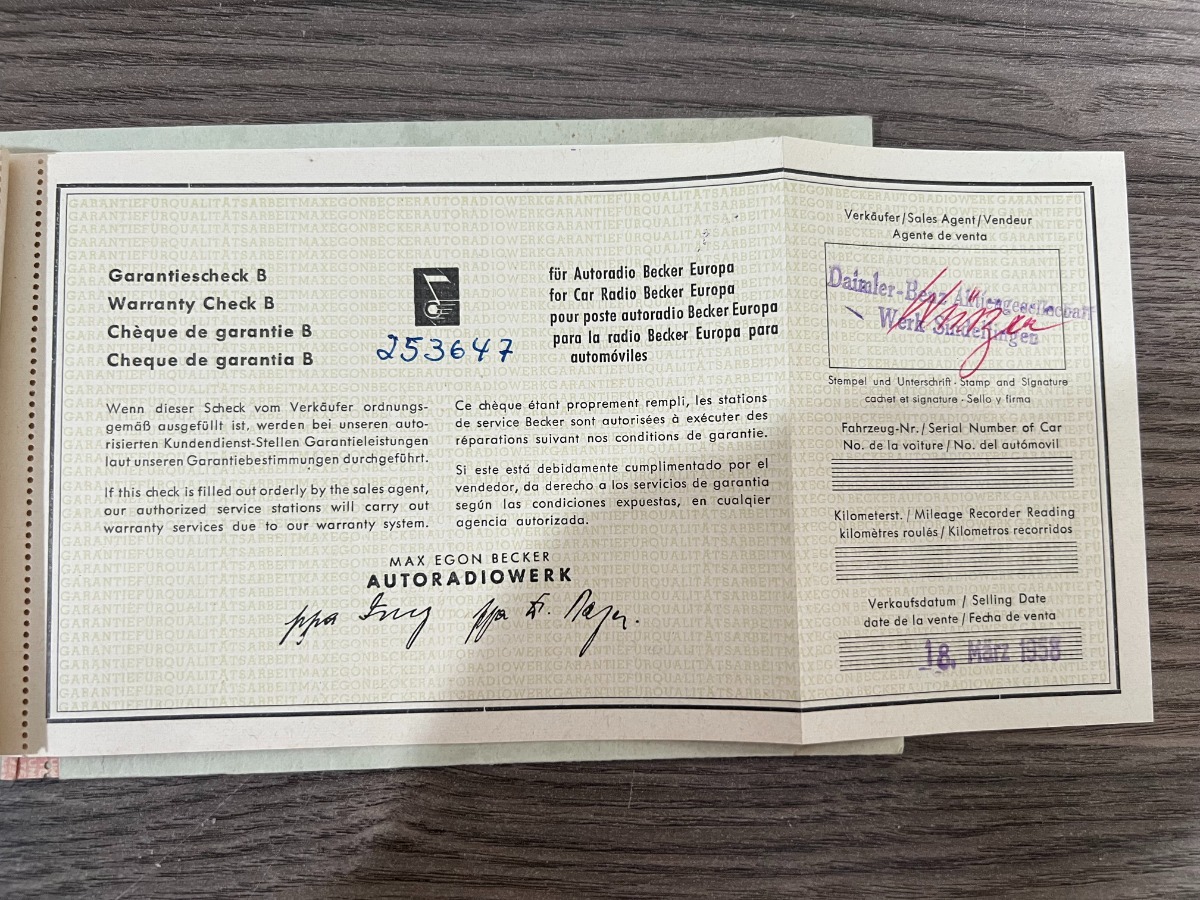 Garantiescheck B
Warranty Check B
Chèque de garantie B
Cheque de garantia B
253647
für Autoradio Becker Europa
for Car Radio Becker Europa
pour poste autoradio Becker Europa
para la radio Becker Europa para
automóviles
Wenn dieser Scheck vom Verkäufer ordnungs-
gemäß ausgefüllt ist, werden bei unseren auto-
risierten Kundendienst-Stellen Garantieleistungen
laut unseren Garantiebestimmungen durchgeführt.
If this check is filled out orderly by the sales agent,
our authorized service stations will carry out
warranty services due to our warranty system.
Ce chèque étant proprement rempli, les stations
de service Becker sont autorisées à exécuter des
réparations suivant nos conditions de garantie.
Si este está debidamente cumplimentado por el
vendedor, da derecho a los servicios de garantia
según las condiciones expuestas, en cualqier
agencia autorizada.
MAX EGON BECKER
AUTORADIOWERK
ppa ppa
Verkäufer/Sales Agent/Vendeur
Agente de venta
Daimler-Benz Aktiengesellschaft
Werk Sindelfingen
Stempel und Unterschrift · Stamp and Signature
cachet et signature · Sello y firma
Fahrzeug-Nr./Serial Number of Car
No. de la voiture/No. del autómovil
Kilometerst./Mileage Recorder Reading
kilomètres roulés/Kilometros recorridos
Verkaufsdatum/Selling Date
date de la vente/Fecha de venta
18. März 1958
GARANTIEFÜRQUALITÄTSARBEITMAXEGONBECKERAUTORADIOWERK